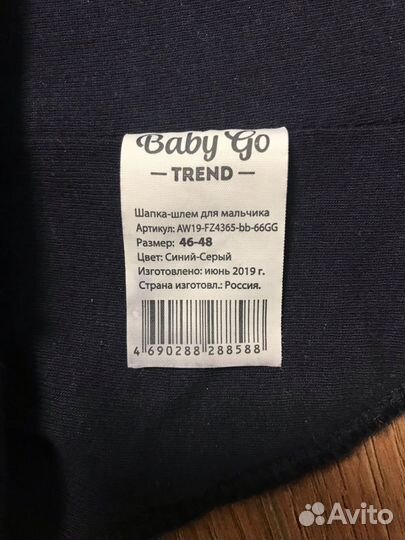 Baby Go
— TREND —
Шапка-шлем для мальчика
Артикул: AW19-FZ4365-bb-66GG
Размер: 46-48
Цвет: Синий-Серый
Изготовлено: июнь 2019 г.
Страна изготовл.: Россия.
4 690288 288588
Avito